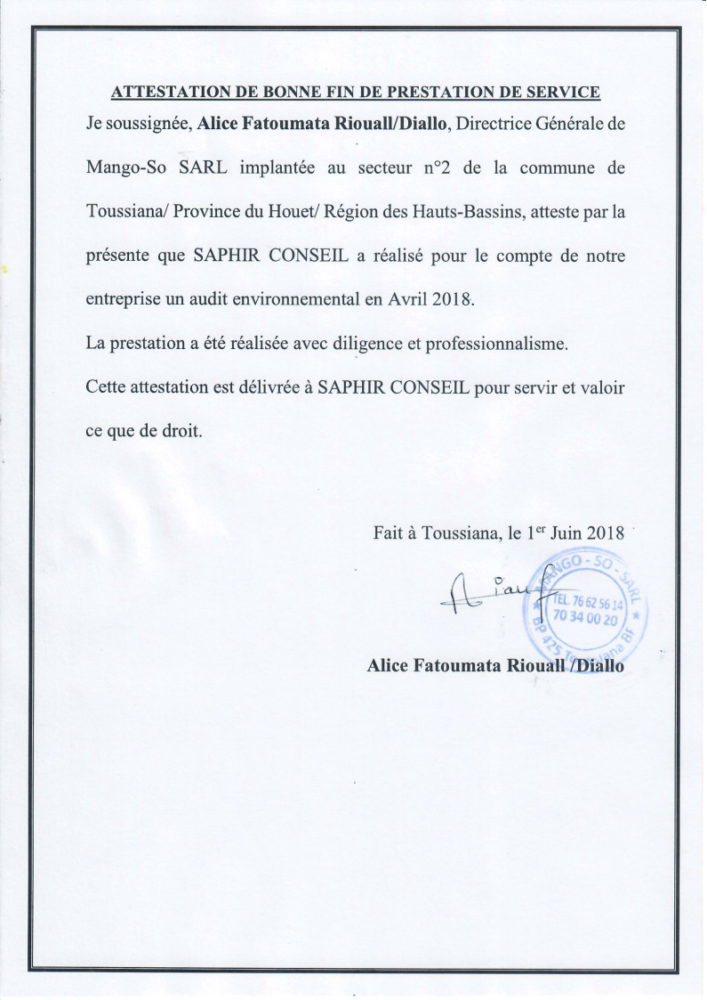 ATTESTATION DE BONNE FIN DE PRESTATION DE SERVICE
Je soussignée, Alice Fatoumata Riouall/Diallo, Directrice Générale de
Mango-So SARL implantée au secteur n°2 de la commune de
Toussiana/ Province du Houet/ Région des Hauts-Bassins, atteste par la
présente que SAPHIR CONSEIL a réalisé pour le compte de notre
entreprise un audit environnemental en Avril 2018.
La prestation a été réalisée avec diligence et professionnalisme.
Cette attestation est délivrée à SAPHIR CONSEIL pour servir et valoir
ce que de droit.
Fait à Toussiana, le 1er Juin 2018
MANGO - SO - SARL
TEL. 76 62 56 14
70 34 00 20
BP 425 Toussiana BF
Alice Fatoumata Riouall /Diallo